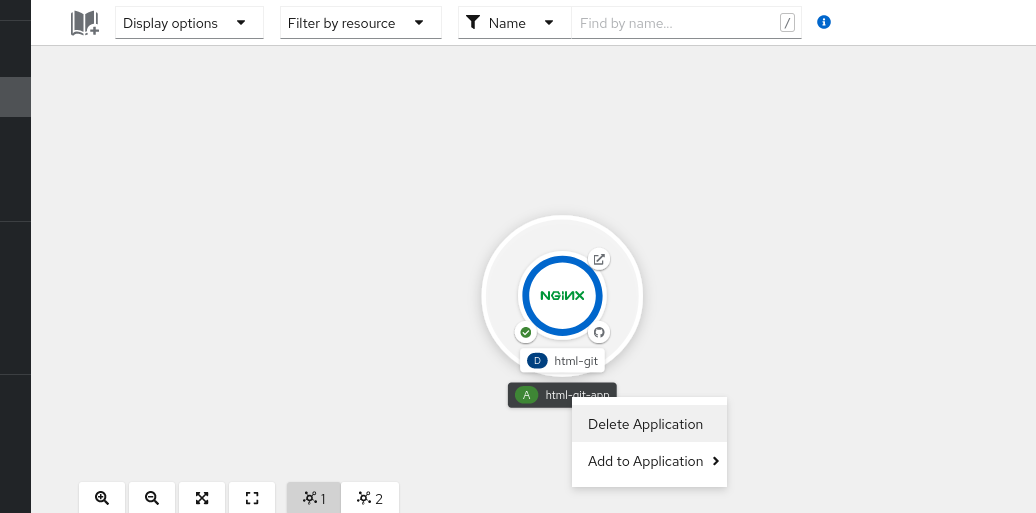 Display options
Filter by resource
Name
Find by name...
/
NGINX
D html-git
A html-git-app
Delete Application
Add to Application
1
2